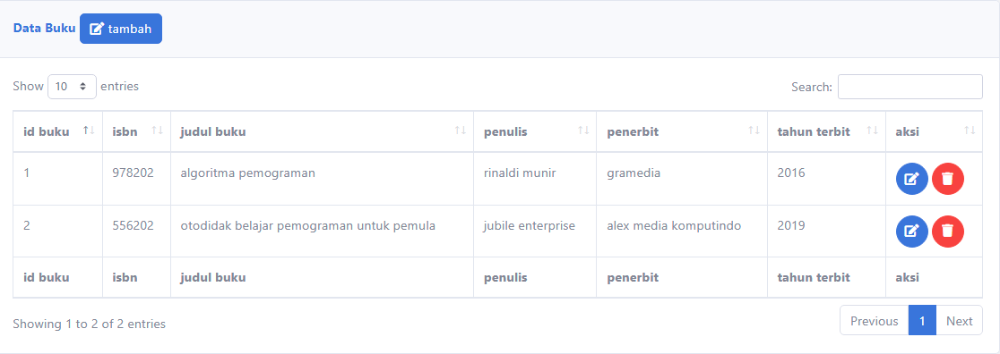 Data Buku tambah
Show 10 entries Search:
id buku isbn judul buku penulis penerbit tahun terbit aksi
1 978202 algoritma pemograman rinaldi munir gramedia 2016
2 556202 otodidak belajar pemograman untuk pemula jubile enterprise alex media komputindo 2019
id buku isbn judul buku penulis penerbit tahun terbit aksi
Showing 1 to 2 of 2 entries Previous 1 Next